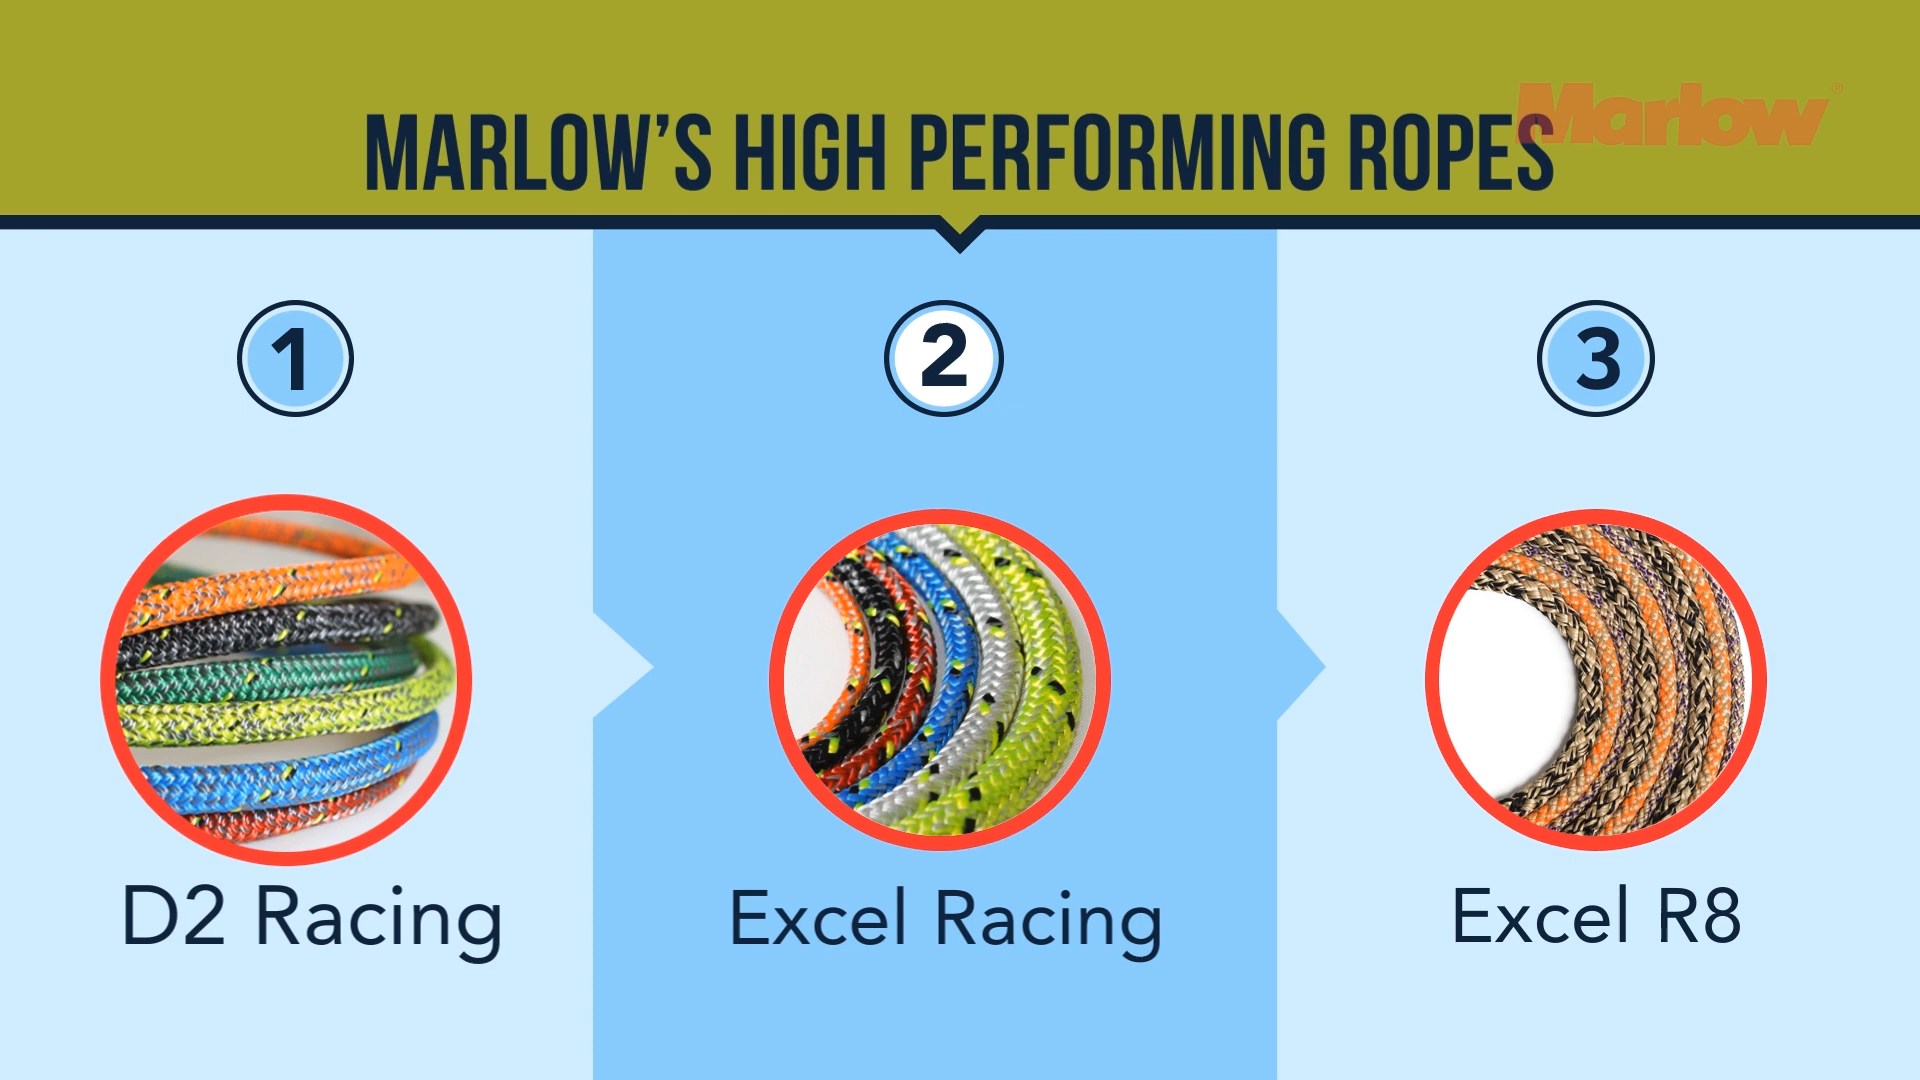 Marlow®
MARLOW'S HIGH PERFORMING ROPES
1
2
3
D2 Racing
Excel Racing
Excel R8